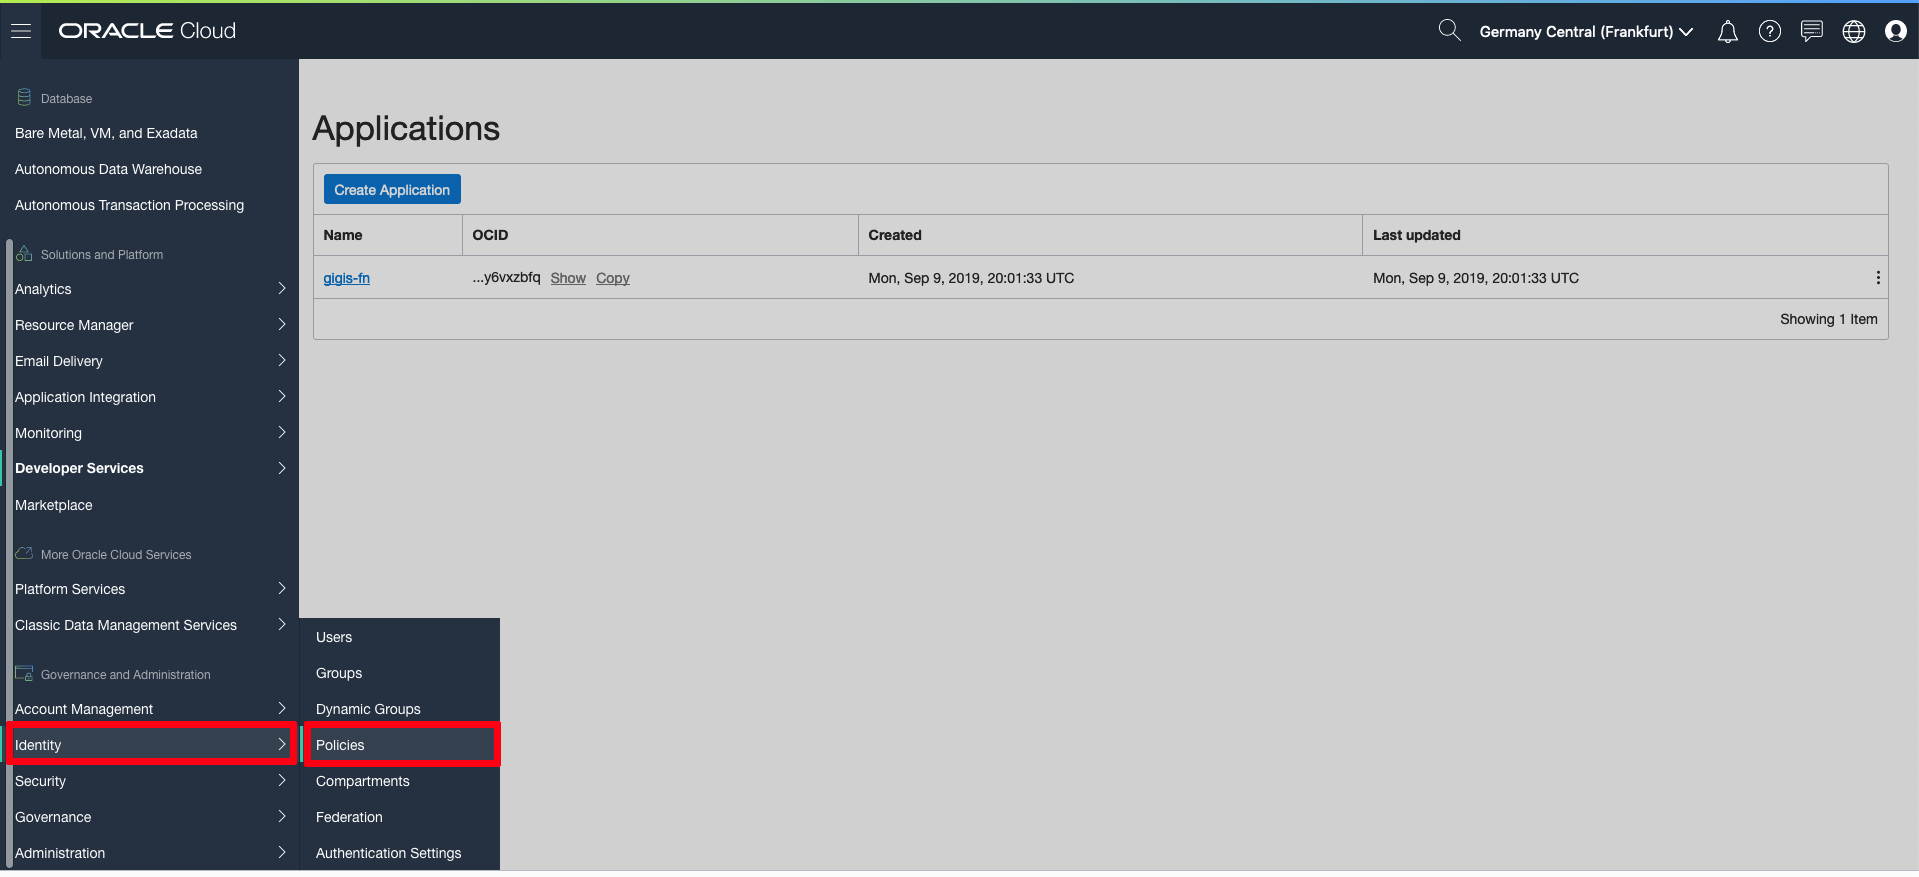 ORACLE Cloud
Germany Central (Frankfurt)
Database
Bare Metal, VM, and Exadata
Autonomous Data Warehouse
Autonomous Transaction Processing
Solutions and Platform
Analytics
Resource Manager
Email Delivery
Application Integration
Monitoring
Developer Services
Marketplace
More Oracle Cloud Services
Platform Services
Classic Data Management Services
Governance and Administration
Account Management
Identity
Security
Governance
Administration
Users
Groups
Dynamic Groups
Policies
Compartments
Federation
Authentication Settings
Applications
Create Application
Name OCID Created Last updated
gigis-fn ...y6vxzbfq Show Copy Mon, Sep 9, 2019, 20:01:33 UTC Mon, Sep 9, 2019, 20:01:33 UTC
Showing 1 Item